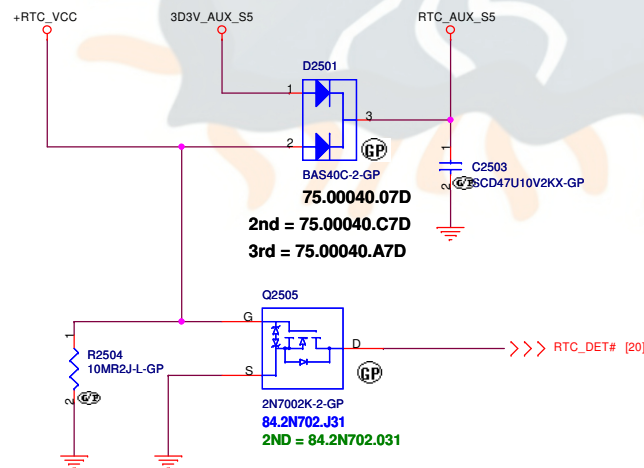 +RTC_VCC
3D3V_AUX_S5
RTC_AUX_S5
D2501
1
3
2
GP
BAS40C-2-GP
75.00040.07D
2nd = 75.00040.C7D
3rd = 75.00040.A7D
1
C2503
SCD47U10V2KX-GP
2
G/P
Q2505
G
D
S
GP
2N7002K-2-GP
84.2N702.J31
2ND = 84.2N702.031
RTC_DET# [20]
1
R2504
10MR2J-L-GP
2
G/P